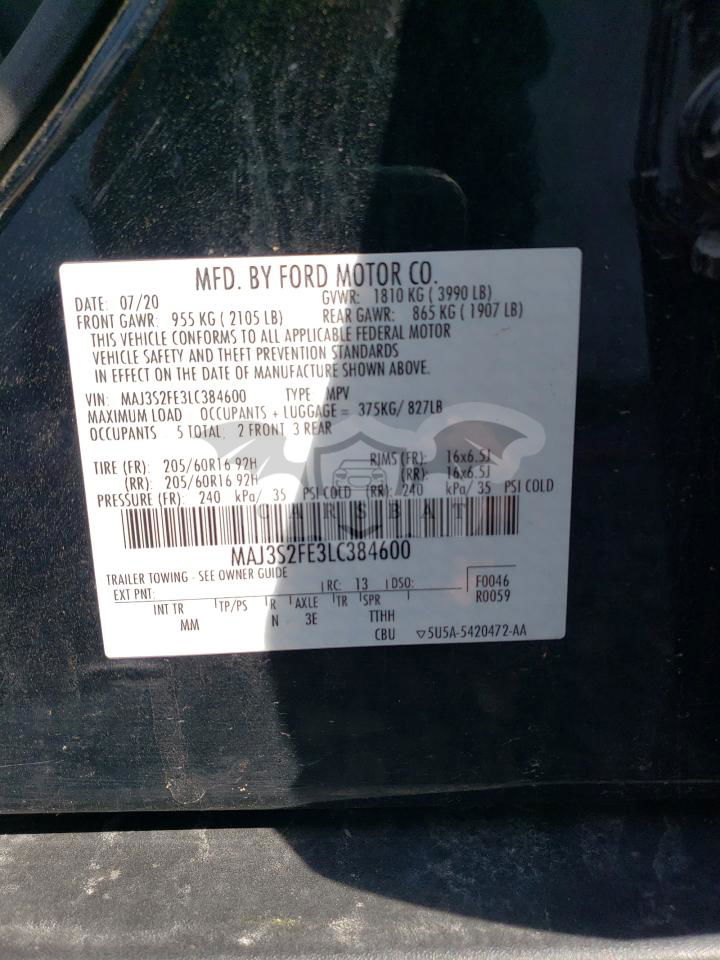 MFD. BY FORD MOTOR CO.
DATE: 07/20 GVWR: 1810 KG ( 3990 LB)
FRONT GAWR: 955 KG ( 2105 LB) REAR GAWR: 865 KG ( 1907 LB)
THIS VEHICLE CONFORMS TO ALL APPLICABLE FEDERAL MOTOR
VEHICLE SAFETY AND THEFT PREVENTION STANDARDS
IN EFFECT ON THE DATE OF MANUFACTURE SHOWN ABOVE.
VIN: MAJ3S2FE3LC384600 TYPE MPV
MAXIMUM LOAD OCCUPANTS + LUGGAGE = 375KG/ 827LB
OCCUPANTS 5 TOTAL, 2 FRONT, 3 REAR
TIRE (FR): 205/60R16 92H RIMS (FR): 16x6.5J
(RR): 205/60R16 92H (RR): 16x6.5J
PRESSURE (FR): 240 kPa/ 35 PSI COLD (RR): 240 kPa/ 35 PSI COLD
CARSBAT
MAJ3S2FE3LC384600
TRAILER TOWING - SEE OWNER GUIDE
EXT PNT: RC: 13 DSO: F0046
R0059
INT TR TP/PS R AXLE TR SPR
MM N 3E TTHH
CBU ▽5U5A-5420472-AA